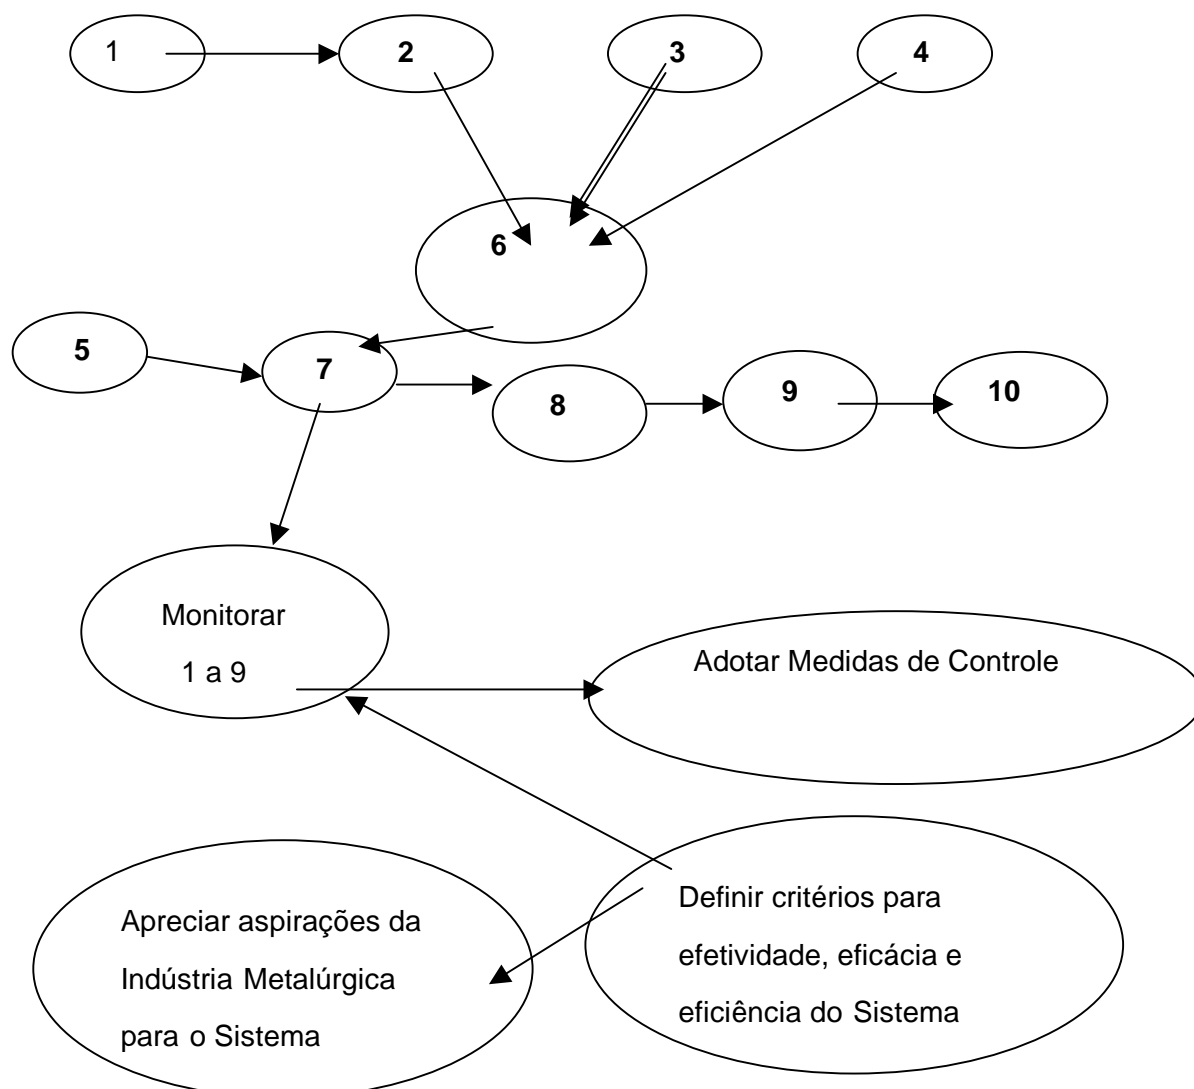 1
2
3
4
6
5
7
8
9
10
Monitorar
1 a 9
Adotar Medidas de Controle
Definir critérios para
efetividade, eficácia e
eficiência do Sistema
Apreciar aspirações da
Indústria Metalúrgica
para o Sistema